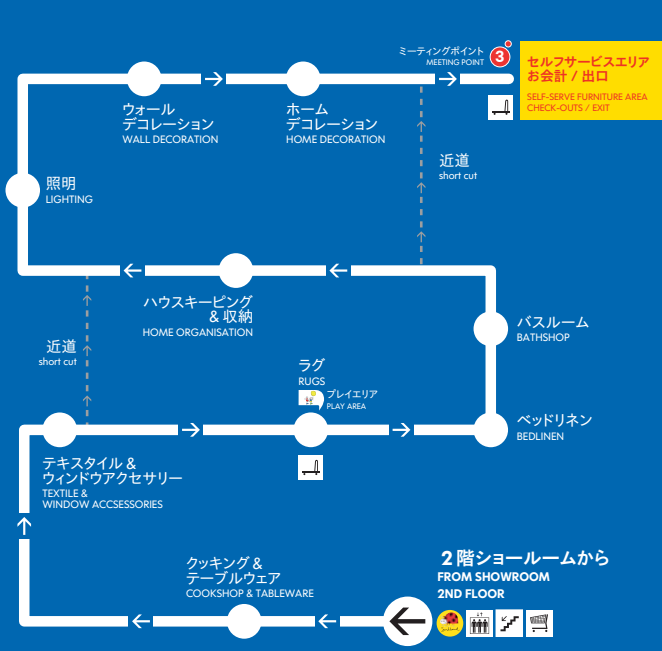 ミーティングポイント
MEETING POINT
3
セルフサービスエリア
お会計 / 出口
SELF-SERVE FURNITURE AREA
CHECK-OUTS / EXIT
ウォール
デコレーション
WALL DECORATION
ホーム
デコレーション
HOME DECORATION
近道
short cut
照明
LIGHTING
ハウスキーピング
& 収納
HOME ORGANISATION
バスルーム
BATHSHOP
近道
short cut
ラグ
RUGS
プレイエリア
PLAY AREA
ベッドリネン
BEDLINEN
テキスタイル &
ウィンドウアクセサリー
TEXTILE &
WINDOW ACCSESSORIES
クッキング &
テーブルウェア
COOKSHOP & TABLEWARE
2階ショールームから
FROM SHOWROOM
2ND FLOOR